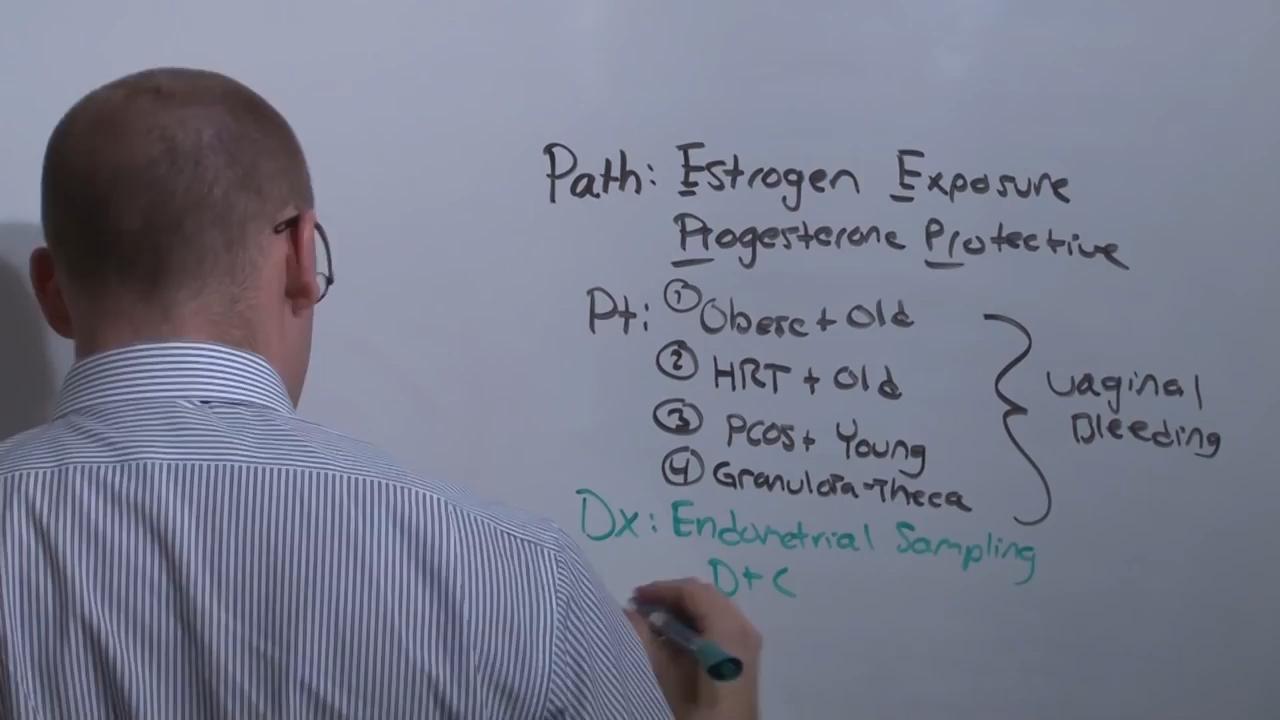 Path: Estrogen Exposure
Progesterone Protective
Pt: ① Obese + Old
② HRT + Old
③ PCOS + Young
④ Granulosa-Theca
Vaginal
Bleeding
Dx: Endometrial Sampling
D+C